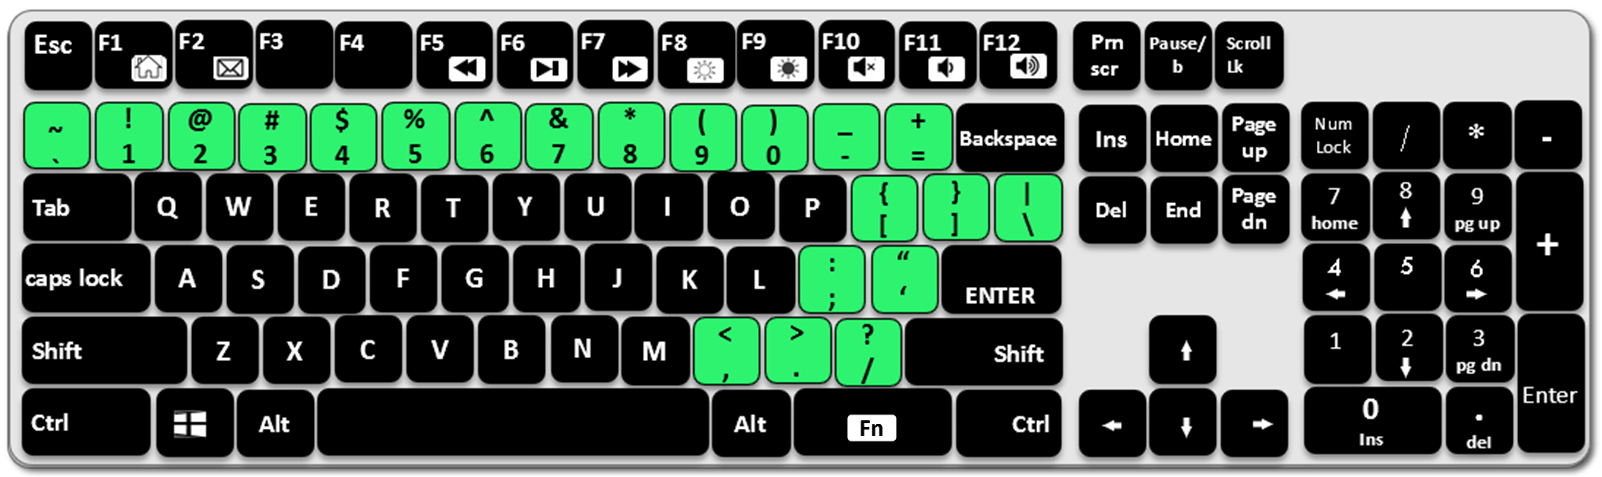 Esc F1 F2 F3 F4 F5 F6 F7 F8 F9 F10 F11 F12 Prn scr Pause/ b Scroll Lk
~ ` ! 1 @ 2 # 3 $ 4 % 5 ^ 6 & 7 * 8 ( 9 ) 0 _ - + = Backspace Ins Home Page up Num Lock / * -
Tab Q W E R T Y U I O P { [ } ] | \ Del End Page dn 7 home 8 9 pg up +
caps lock A S D F G H J K L : ; “ ‘ ENTER 4 5 6
Shift Z X C V B N M < , > . ? / Shift 1 2 3 pg dn Enter
Ctrl Alt Alt Fn Ctrl 0 Ins . del